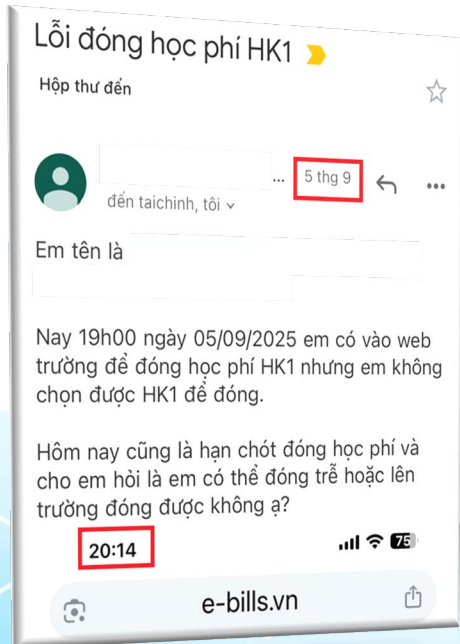 Lỗi đóng học phí HK1
Hộp thư đến
... 5 thg 9
đến taichinh, tôi
Em tên là
Nay 19h00 ngày 05/09/2025 em có vào web
trường để đóng học phí HK1 nhưng em không
chọn được HK1 để đóng.
Hôm nay cũng là hạn chót đóng học phí và
cho em hỏi là em có thể đóng trễ hoặc lên
trường đóng được không ạ?
20:14 75
e-bills.vn